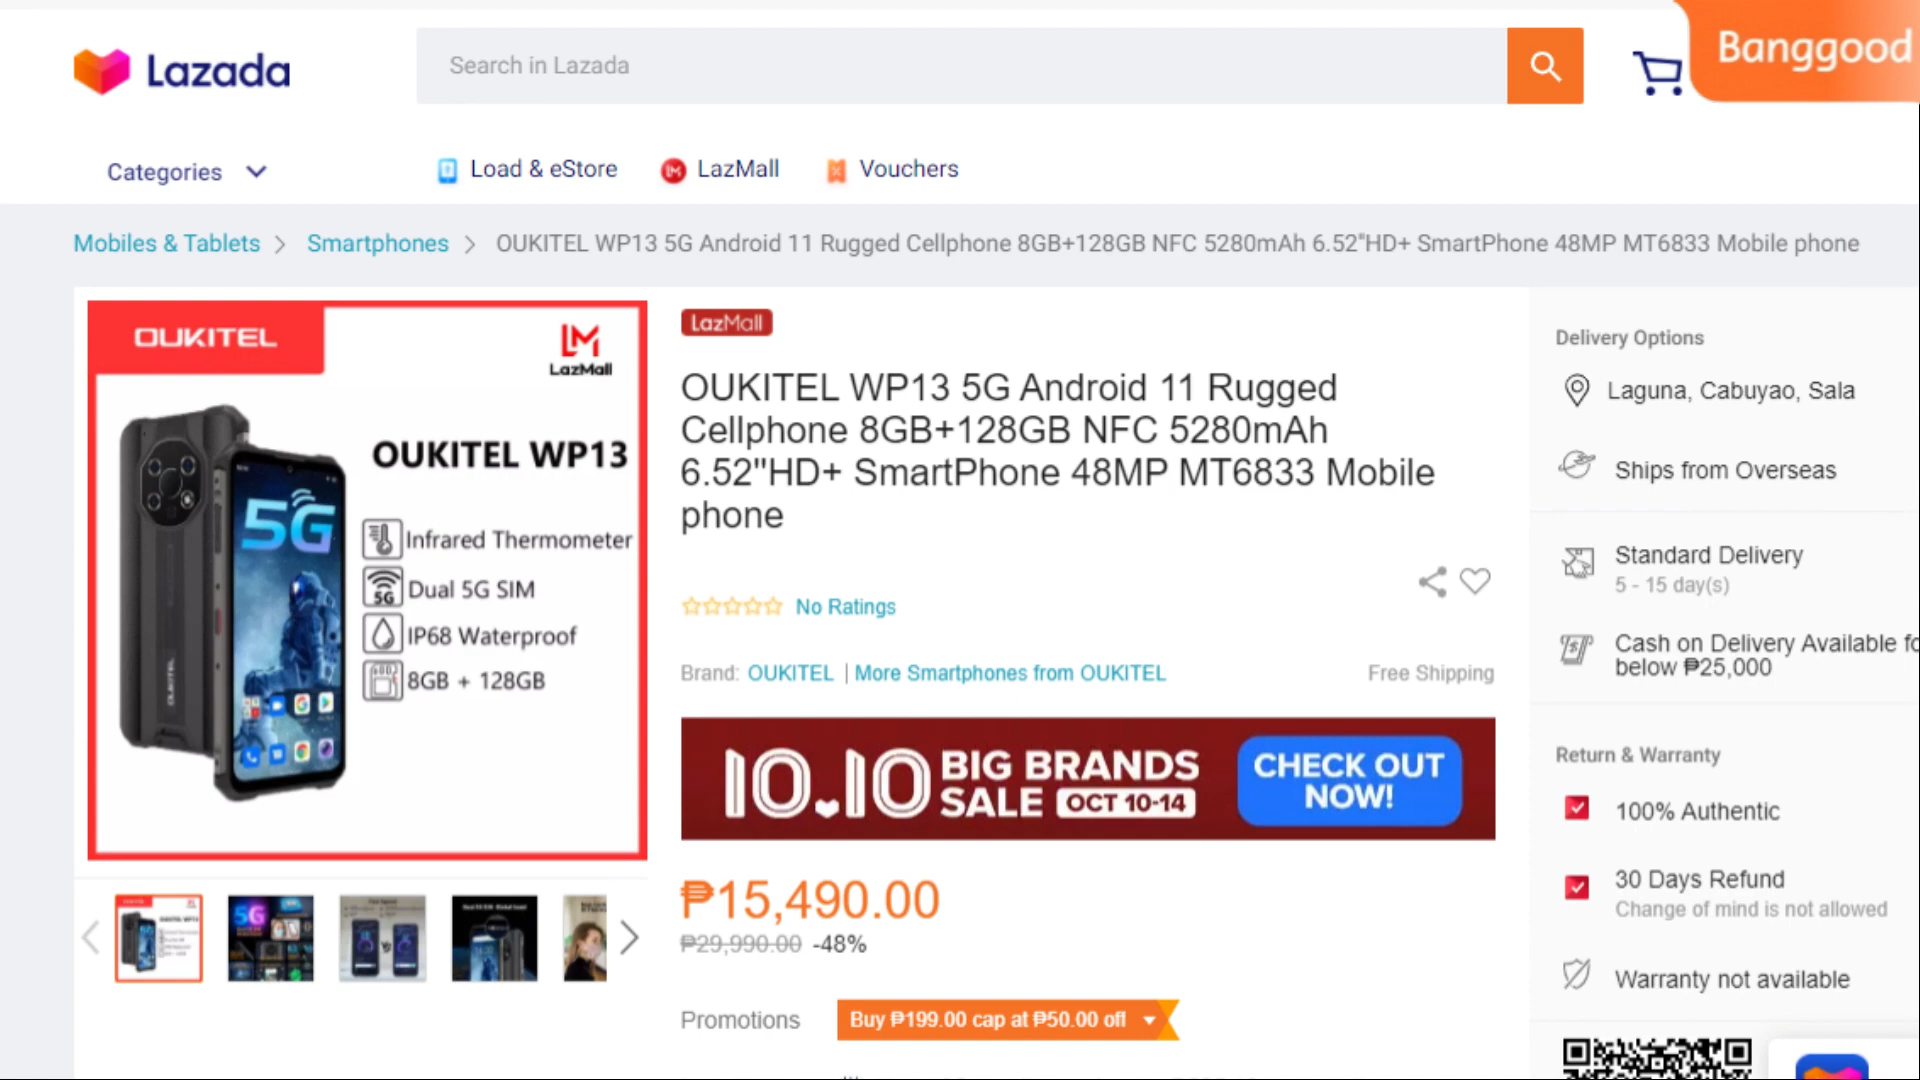 Lazada
Search in Lazada
Banggood
Categories
Load & eStore
LazMall
Vouchers
Mobiles & Tablets
Smartphones
OUKITEL WP13 5G Android 11 Rugged Cellphone 8GB+128GB NFC 5280mAh 6.52"HD+ SmartPhone 48MP MT6833 Mobile phone
OUKITEL
LazMall
OUKITEL WP13
5G
Infrared Thermometer
5G
Dual 5G SIM
IP68 Waterproof
8GB + 128GB
OUKITEL
LazMall
OUKITEL WP13 5G Android 11 Rugged
Cellphone 8GB+128GB NFC 5280mAh
6.52"HD+ SmartPhone 48MP MT6833 Mobile
phone
No Ratings
Brand: OUKITEL | More Smartphones from OUKITEL
Free Shipping
10.10 BIG BRANDS
SALE OCT 10-14
CHECK OUT
NOW!
₱15,490.00
₱29,990.00 -48%
Promotions
Buy ₱199.00 cap at ₱50.00 off
Delivery Options
Laguna, Cabuyao, Sala
Ships from Overseas
Standard Delivery
5 - 15 day(s)
Cash on Delivery Available fo
below ₱25,000
Return & Warranty
100% Authentic
30 Days Refund
Change of mind is not allowed
Warranty not available